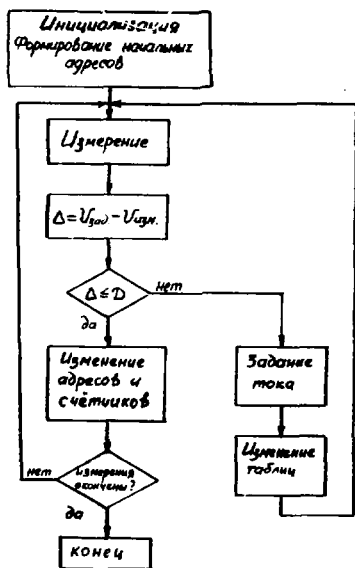 Инициализация
Формирование начальных
адресов
Измерение
Δ=Uзад−Uизм.
Δ≤D
нет
да
Изменение
адресов и
счётчиков
Задание
тока
Изменение
таблиц
измерения
окончены?
нет
да
конец